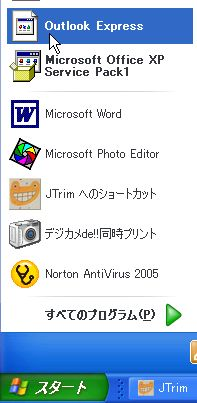 Outlook Express
Microsoft Office XP
Service Pack1
Microsoft Word
Microsoft Photo Editor
JTrim へのショートカット
デジカメde!!同時プリント
Norton AntiVirus 2005
すべてのプログラム(P)
スタート
JTrim